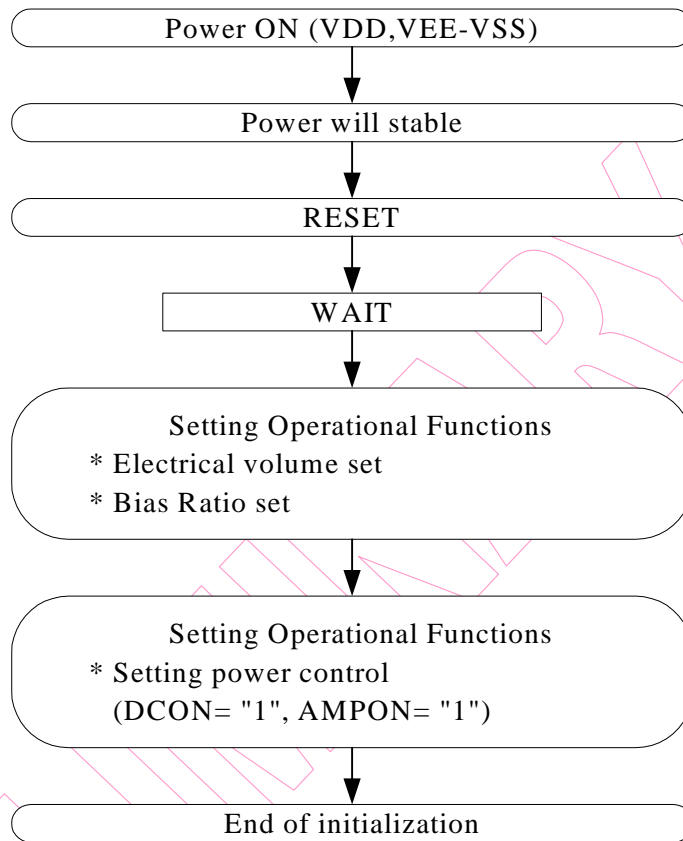 Power ON (VDD,VEE-VSS)
Power will stable
RESET
WAIT
Setting Operational Functions
* Electrical volume set
* Bias Ratio set
Setting Operational Functions
* Setting power control
(DCON= "1", AMPON= "1")
End of initialization